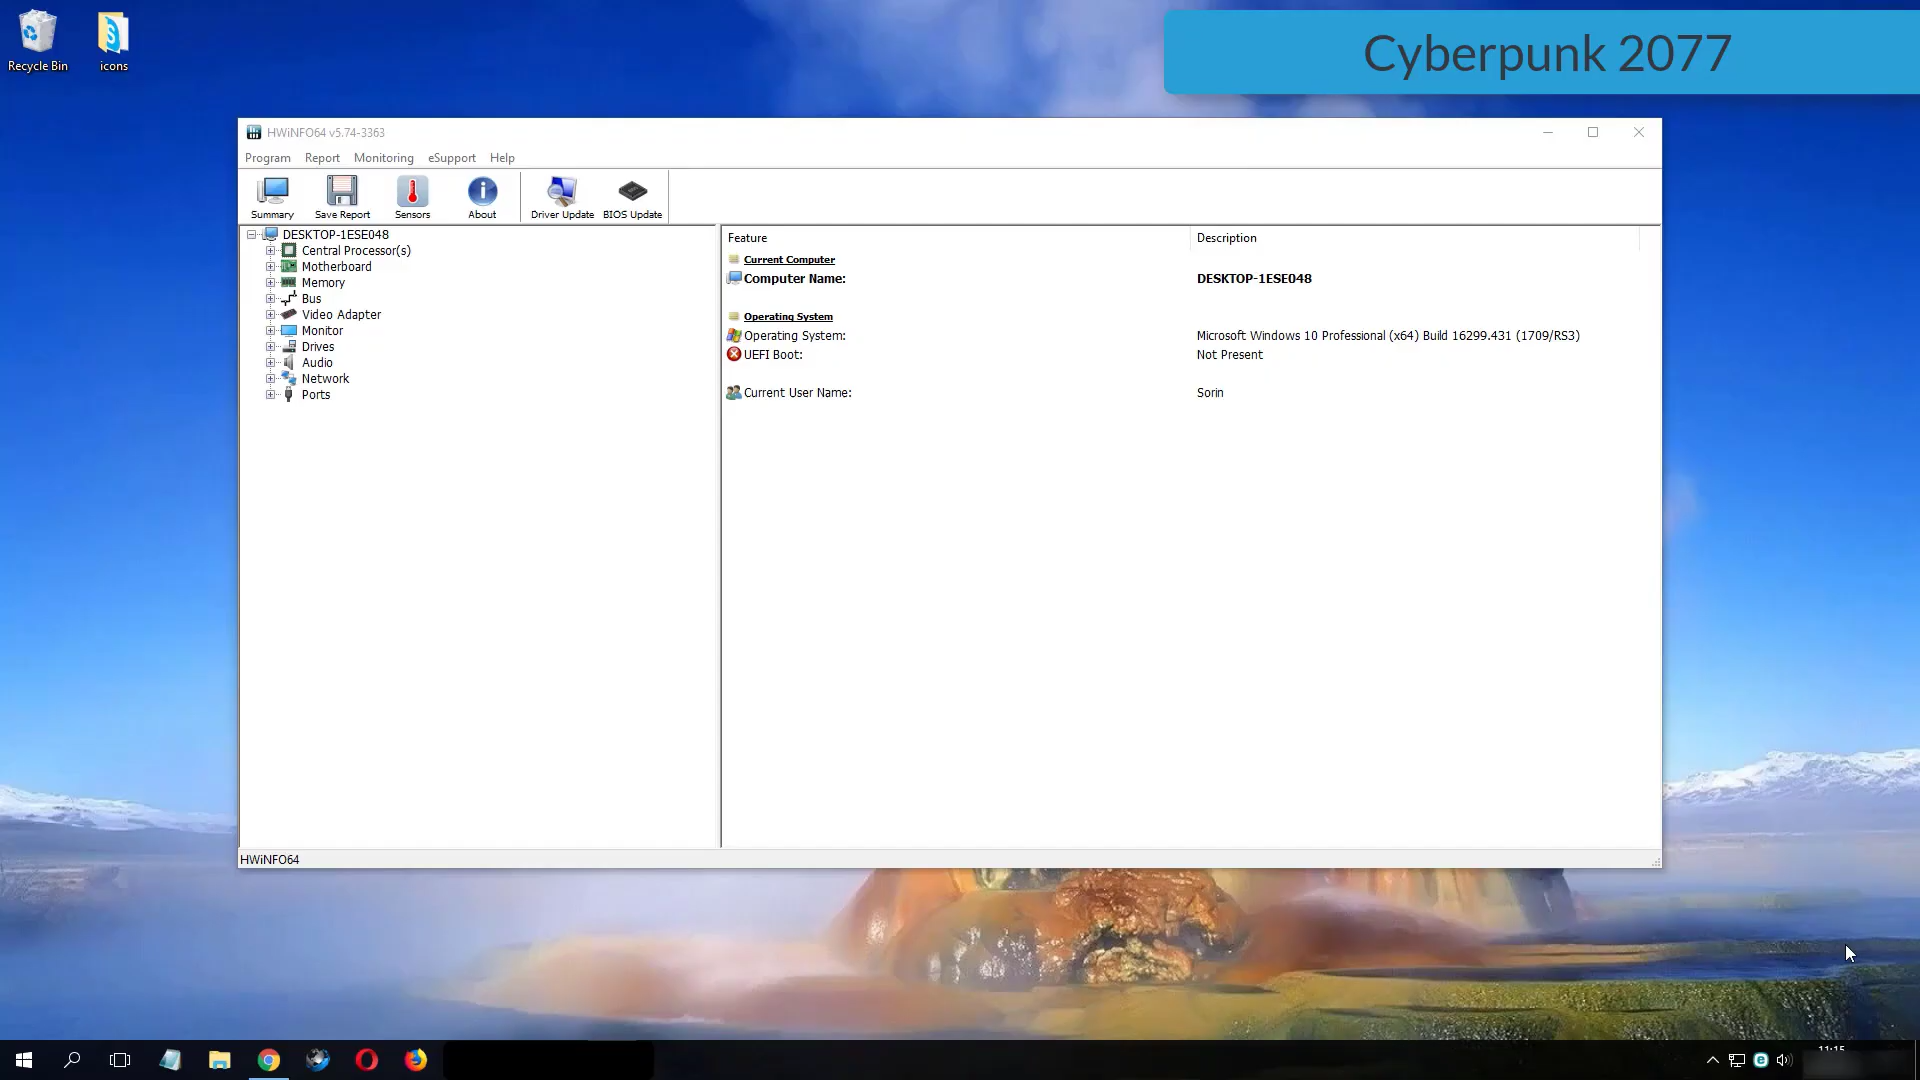 Recycle Bin
icons
Cyberpunk 2077
HWiNFO64 v5.74-3363
Program Report Monitoring eSupport Help
Summary Save Report Sensors About Driver Update BIOS Update
DESKTOP-1ESE048
Central Processor(s)
Motherboard
Memory
Bus
Video Adapter
Monitor
Drives
Audio
Network
Ports
Feature Description
Current Computer
Computer Name: DESKTOP-1ESE048
Operating System
Operating System: Microsoft Windows 10 Professional (x64) Build 16299.431 (1709/RS3)
UEFI Boot: Not Present
Current User Name: Sorin
HWiNFO64
11:15